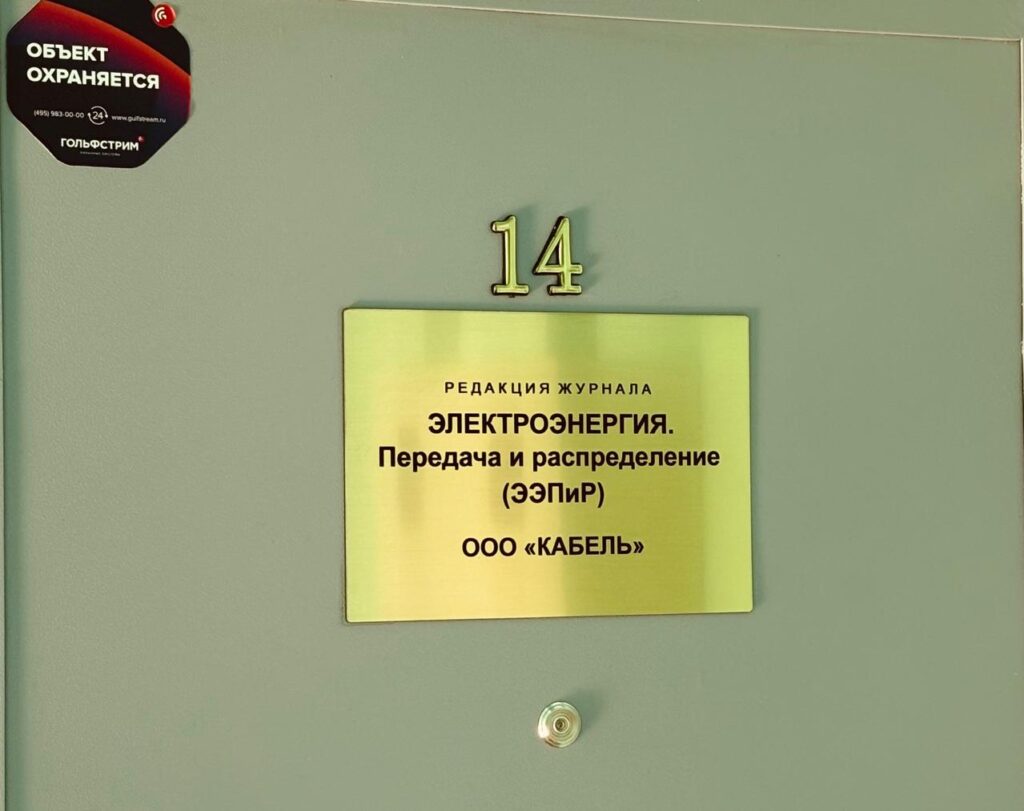 ОБЪЕКТ
ОХРАНЯЕТСЯ
(495) 983-00-00 24 www.gulfstream.ru
ГОЛЬФСТРИМ
14
РЕДАКЦИЯ ЖУРНАЛА
ЭЛЕКТРОЭНЕРГИЯ.
Передача и распределение
(ЭЭПиР)
ООО «КАБЕЛЬ»